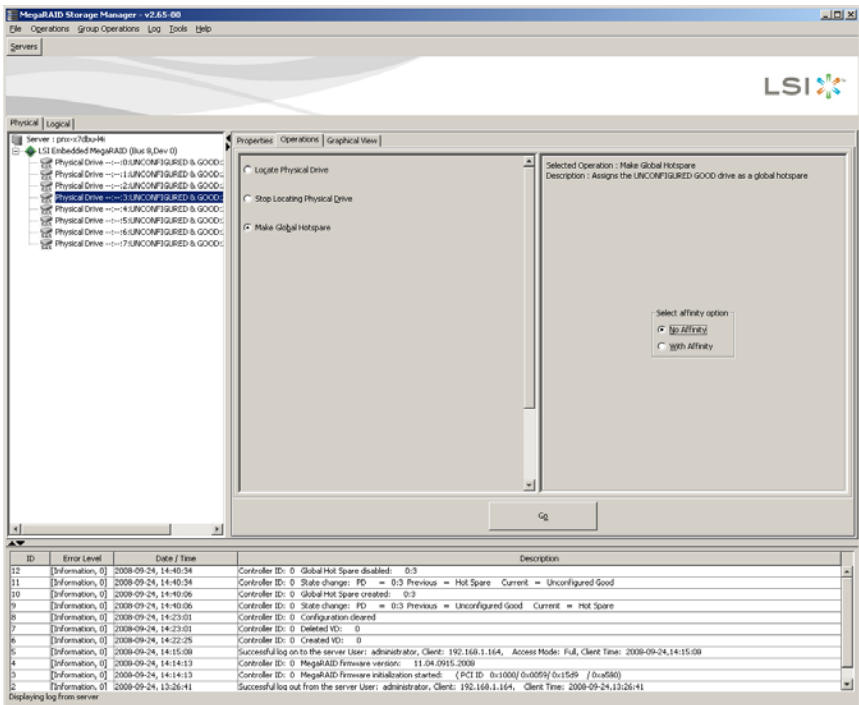 MegaRAID Storage Manager - v2.65-00
File Operations Group Operations Log Tools Help
Servers
LSI
Physical Logical
Server : pnx-x7dbu-l4i
LSI Embedded MegaRAID (Bus 8,Dev 0)
Physical Drive --:--:0:UNCONFIGURED & GOOD:
Physical Drive --:--:1:UNCONFIGURED & GOOD:
Physical Drive --:--:2:UNCONFIGURED & GOOD:
Physical Drive --:--:3:UNCONFIGURED & GOOD:
Physical Drive --:--:4:UNCONFIGURED & GOOD:
Physical Drive --:--:5:UNCONFIGURED & GOOD:
Physical Drive --:--:6:UNCONFIGURED & GOOD:
Physical Drive --:--:7:UNCONFIGURED & GOOD:
Properties Operations Graphical View
Locate Physical Drive
Stop Locating Physical Drive
Make Global Hotspare
Selected Operation : Make Global Hotspare
Description : Assigns the UNCONFIGURED GOOD drive as a global hotspare
Select affinity option
No Affinity
With Affinity
Go
ID Error Level Date / Time Description
12 [Information, 0] 2008-09-24, 14:40:34 Controller ID: 0 Global Hot Spare disabled: 0:3
11 [Information, 0] 2008-09-24, 14:40:34 Controller ID: 0 State change: PD = 0:3 Previous = Hot Spare Current = Unconfigured Good
10 [Information, 0] 2008-09-24, 14:40:06 Controller ID: 0 Global Hot Spare created: 0:3
9 [Information, 0] 2008-09-24, 14:40:06 Controller ID: 0 State change: PD = 0:3 Previous = Unconfigured Good Current = Hot Spare
8 [Information, 0] 2008-09-24, 14:23:01 Controller ID: 0 Configuration cleared
7 [Information, 0] 2008-09-24, 14:23:01 Controller ID: 0 Deleted VD: 0
6 [Information, 0] 2008-09-24, 14:22:25 Controller ID: 0 Created VD: 0
5 [Information, 0] 2008-09-24, 14:15:08 Successful log on to the server User: administrator, Client: 192.168.1.164, Access Mode: Full, Client Time: 2008-09-24,14:15:08
4 [Information, 0] 2008-09-24, 14:14:13 Controller ID: 0 MegaRAID firmware version: 11.04.0915.2008
3 [Information, 0] 2008-09-24, 14:14:13 Controller ID: 0 MegaRAID firmware initialization started: (PCI ID 0x1000/ 0x0059/ 0x15d9 / 0xa580)
2 [Information, 0] 2008-09-24, 13:26:41 Successful log out from the server User: administrator, Client: 192.168.1.164, Client Time: 2008-09-24,13:26:41
Displaying log from server